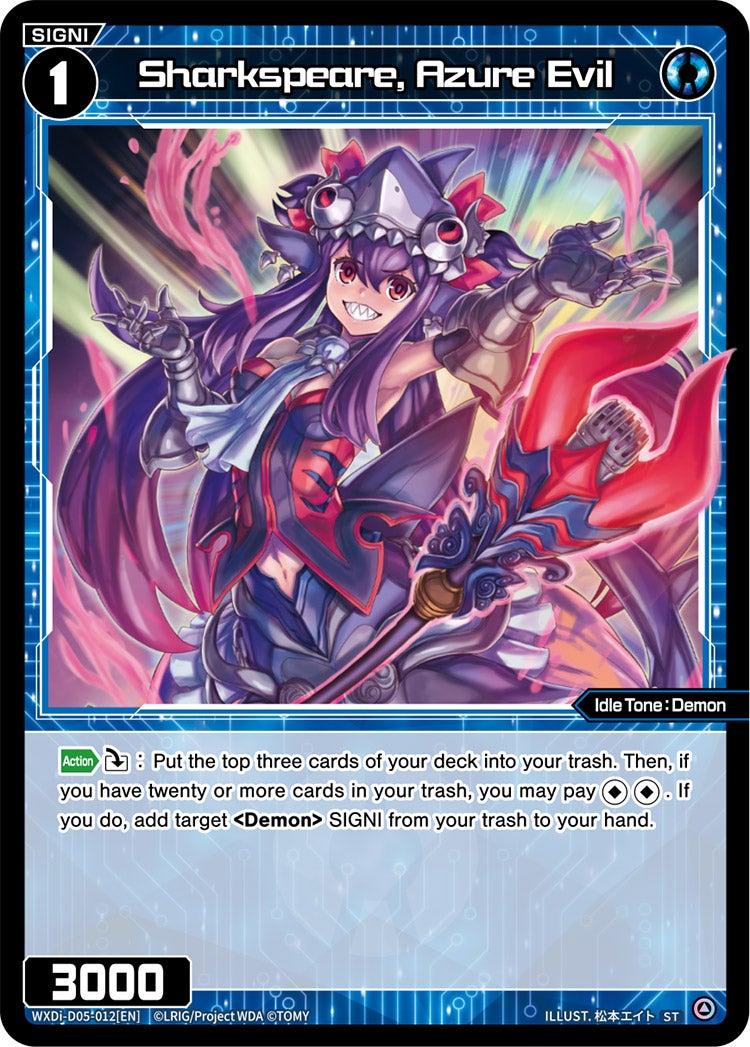 SIGNI
1
Sharkspeare, Azure Evil
Idle Tone:Demon
Action : Put the top three cards of your deck into your trash. Then, if
you have twenty or more cards in your trash, you may pay . If
you do, add target <Demon> SIGNI from your trash to your hand.
3000
WXDi-D05-012[EN] ©LRIG/Project WDA ©TOMY ILLUST. 松本エイト ST